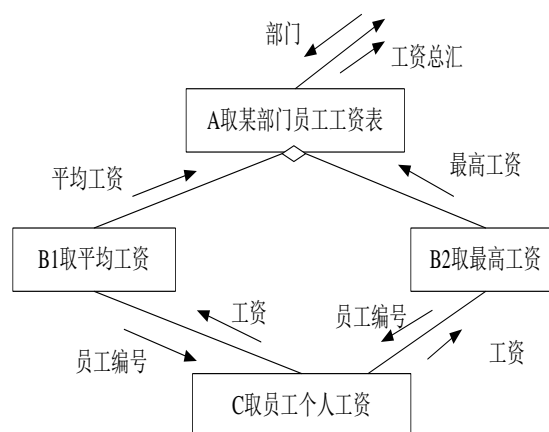 部门
工资总汇
A取某部门员工工资表
平均工资
最高工资
B1取平均工资
B2取最高工资
工资
员工编号
员工编号
工资
C取员工个人工资